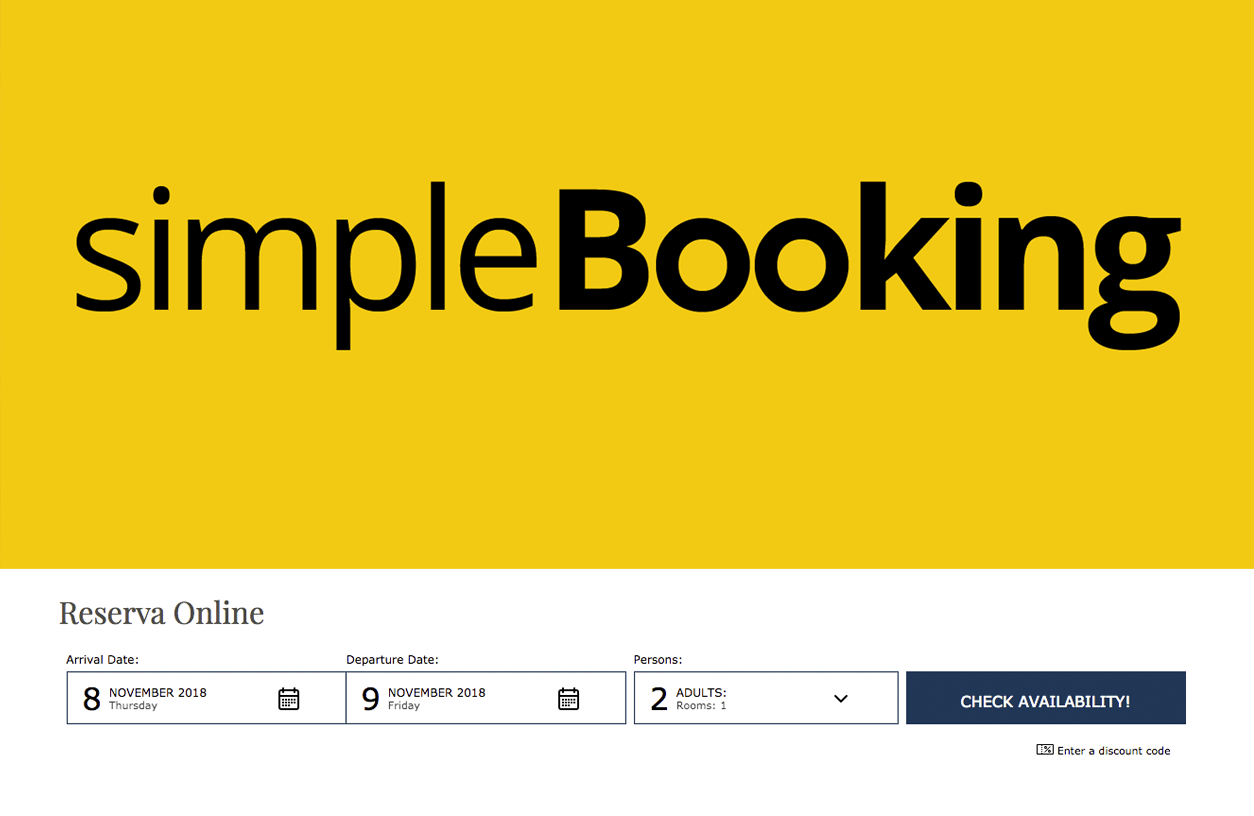 simpleBooking
Reserva Online
Arrival Date: Departure Date: Persons:
8 NOVEMBER 2018 Thursday 9 NOVEMBER 2018 Friday 2 ADULTS: Rooms: 1 CHECK AVAILABILITY!
Enter a discount code